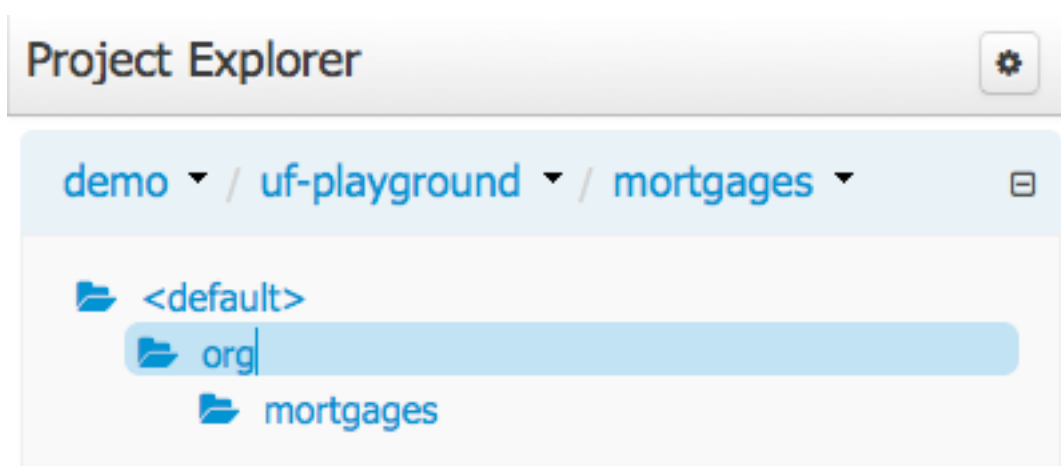 Project Explorer
demo / uf-playground / mortgages
<default>
org
mortgages